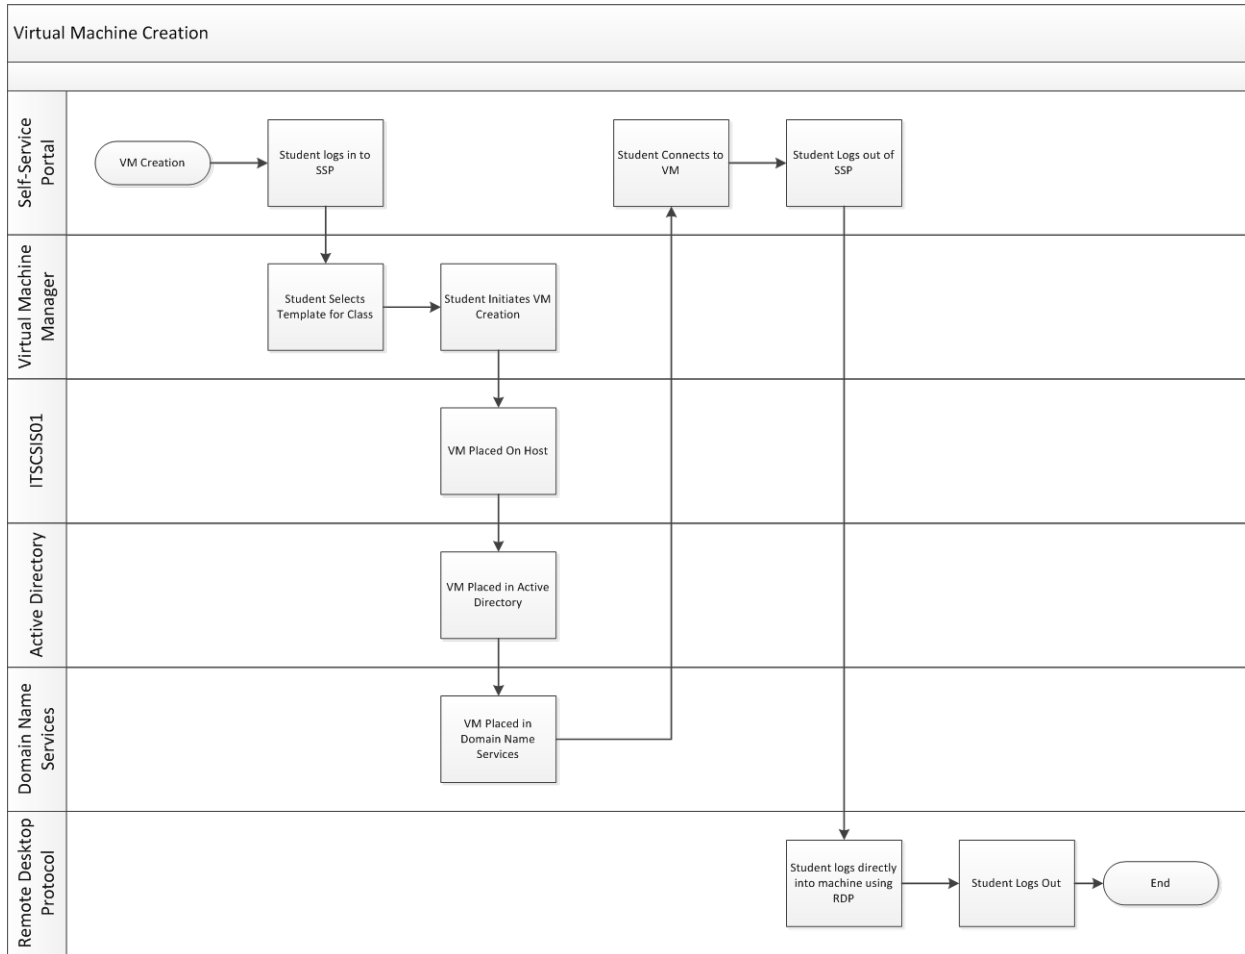 Virtual Machine Creation
Self-Service
Portal
VM Creation
Student logs in to
SSP
Student Connects to
VM
Student Logs out of
SSP
Virtual Machine
Manager
Student Selects
Template for Class
Student Initiates VM
Creation
ITSCSIS01
VM Placed On Host
Active Directory
VM Placed in Active
Directory
Domain Name
Services
VM Placed in
Domain Name
Services
Remote Desktop
Protocol
Student logs directly
into machine using
RDP
Student Logs Out
End